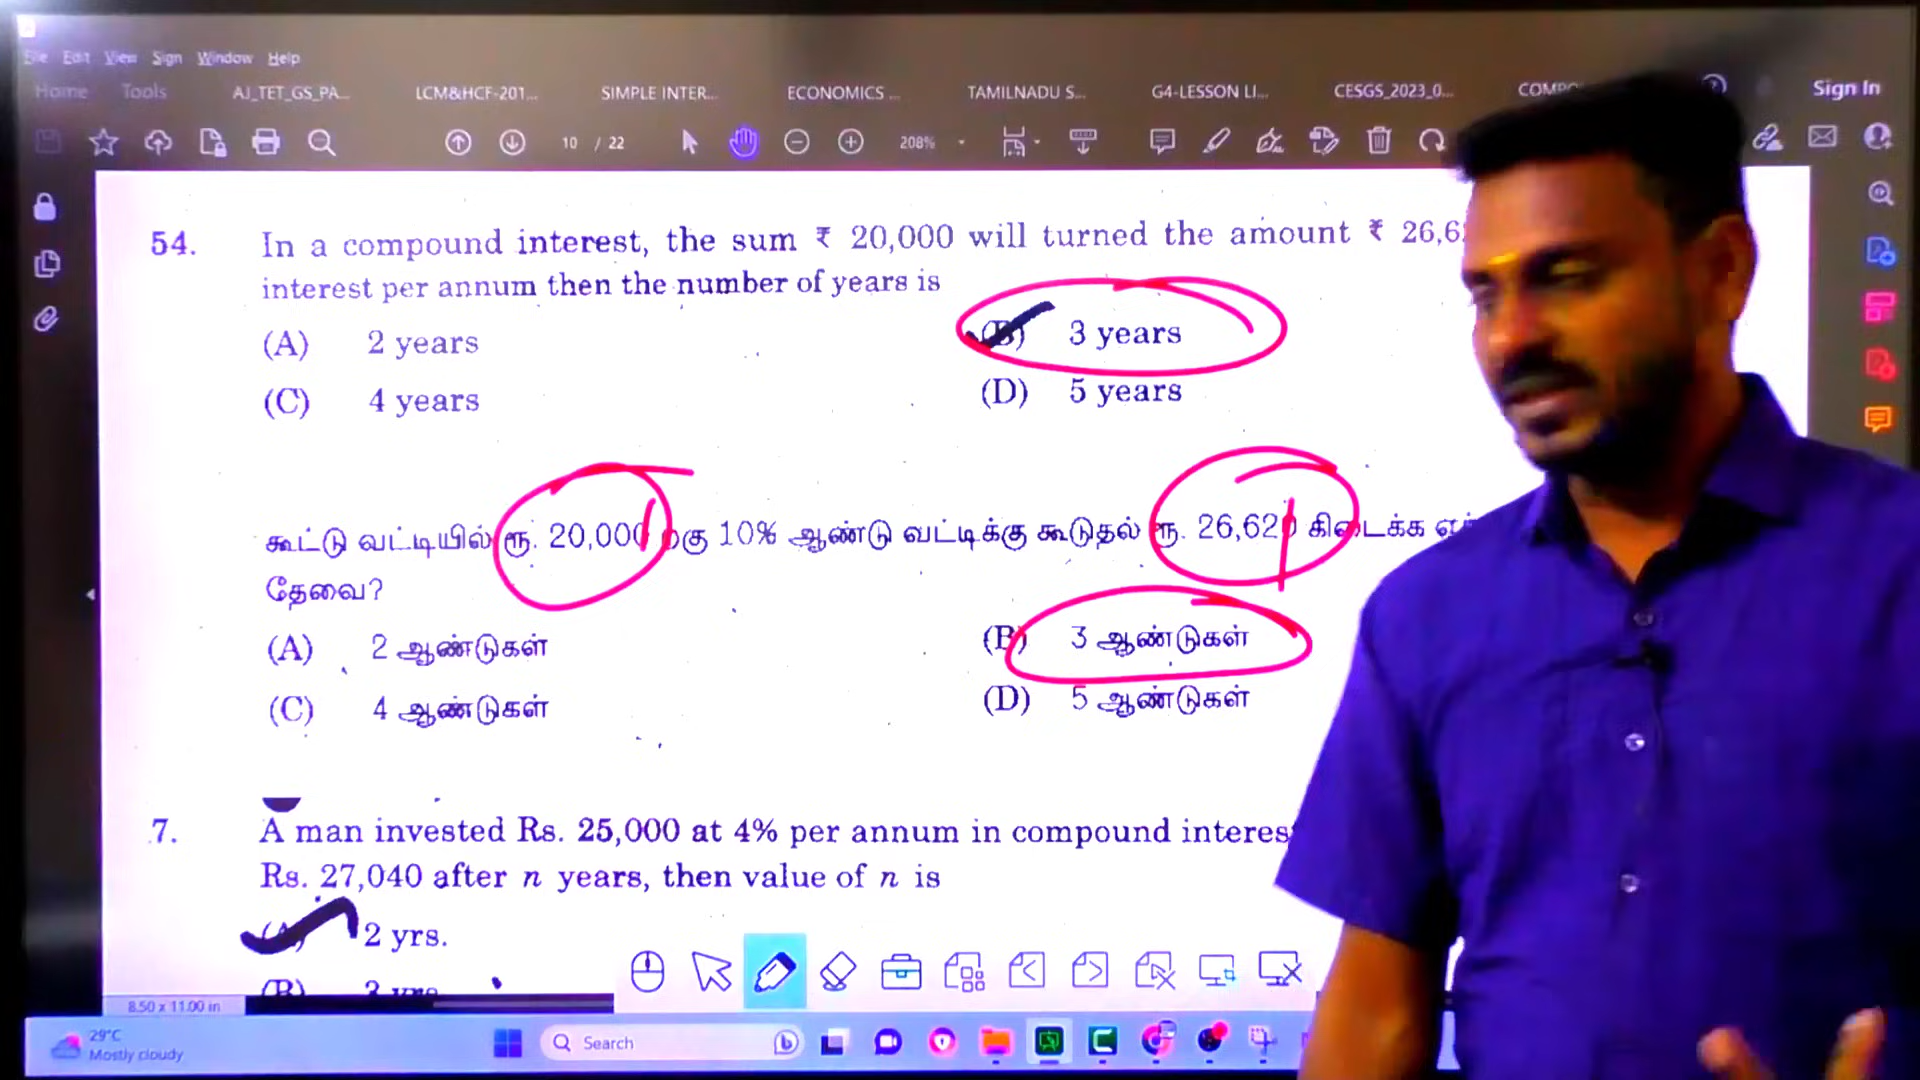 File Edit View Sign Window Help
Home Tools AJ_TET_GS_PA... LCM&HCF-201... SIMPLE INTER... ECONOMICS ... TAMILNADU S... G4-LESSON LI... CESGS_2023_0... Sign In
10 / 22 208%
54. In a compound interest, the sum ₹ 20,000 will turned the amount ₹
interest per annum then the number of years is
(A) 2 years (B) 3 years
(C) 4 years (D) 5 years
கூட்டு வட்டியில் ரூ. 20,000 10% ஆண்டு வட்டிக்கு கூடுதல் ரூ. 26,620 கிடைக்க
தேவை?
(A) 2 ஆண்டுகள் (B) 3 ஆண்டுகள்
(C) 4 ஆண்டுகள் (D) 5 ஆண்டுகள்
7. A man invested Rs. 25,000 at 4% per annum in compound
Rs. 27,040 after n years, then value of n is
(A) 2 yrs.
(B)
8.50 x 11.00 in
29°C
Mostly cloudy
Search